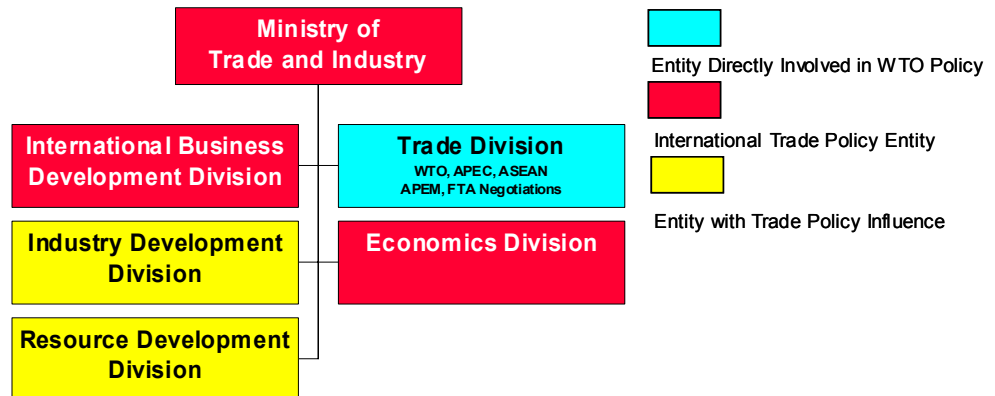 Ministry of
Trade and Industry
International Business
Development Division
Trade Division
WTO, APEC, ASEAN
APEM, FTA Negotiations
Industry Development
Division
Economics Division
Resource Development
Division
Entity Directly Involved in WTO Policy
International Trade Policy Entity
Entity with Trade Policy Influence